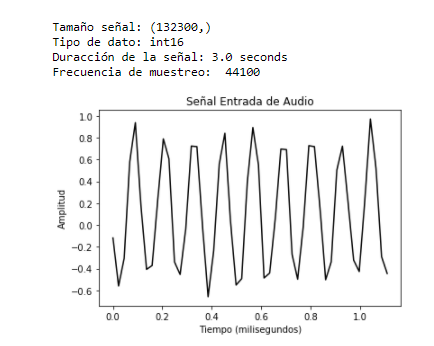 Tamaño señal: (132300,)
Tipo de dato: int16
Duracción de la señal: 3.0 seconds
Frecuencia de muestreo:  44100
Señal Entrada de Audio
1.0
0.8
0.6
0.4
0.2
0.0
−0.2
−0.4
−0.6
Amplitud
0.0 0.2 0.4 0.6 0.8 1.0
Tiempo (milisegundos)